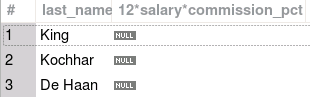 # last_name 12*salary*commission_pct
1 King NULL
2 Kochhar NULL
3 De Haan NULL